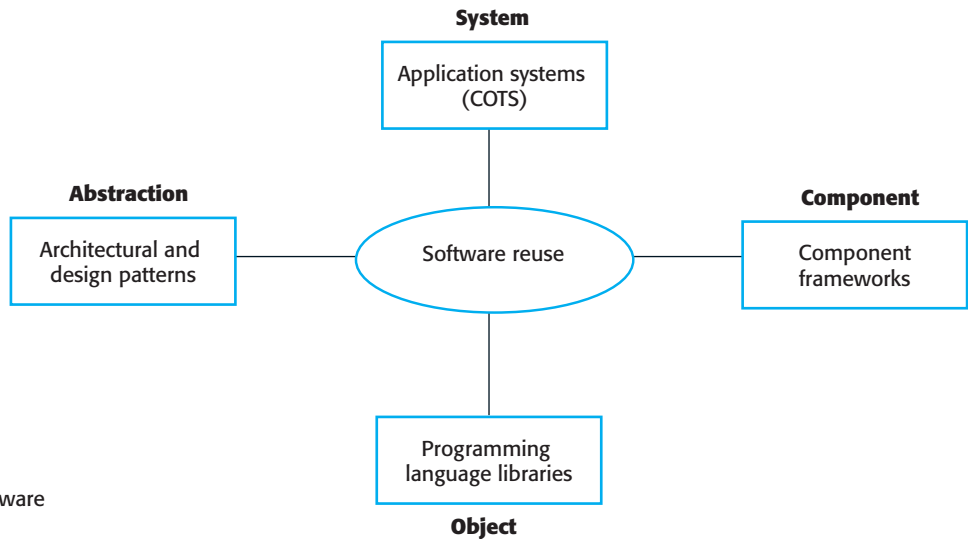 System
Application systems
(COTS)
Abstraction
Architectural and
design patterns
Software reuse
Component
Component
frameworks
Programming
language libraries
ware
Object